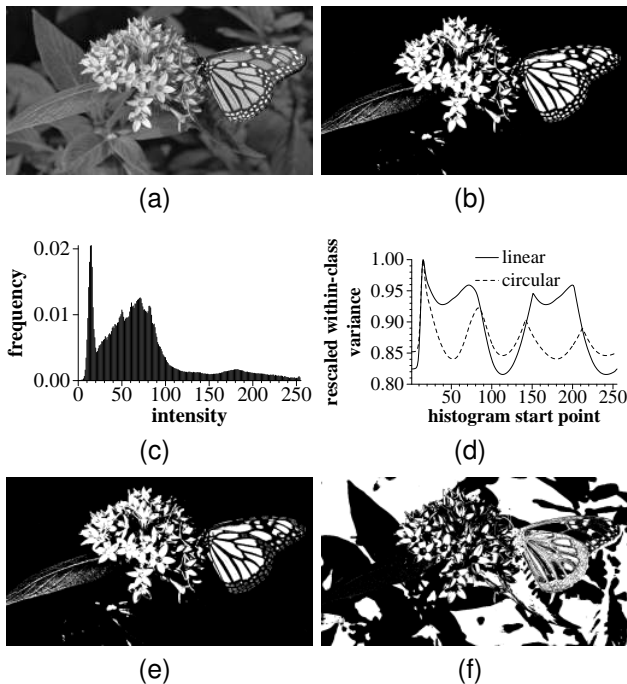 (a)
(b)
0.02
0.01
0.00
frequency
0 50 100 150 200 250
intensity
(c)
linear
circular
1.00
0.95
0.90
0.85
0.80
rescaled within-class
variance
0 50 100 150 200 250
histogram start point
(d)
(e)
(f)